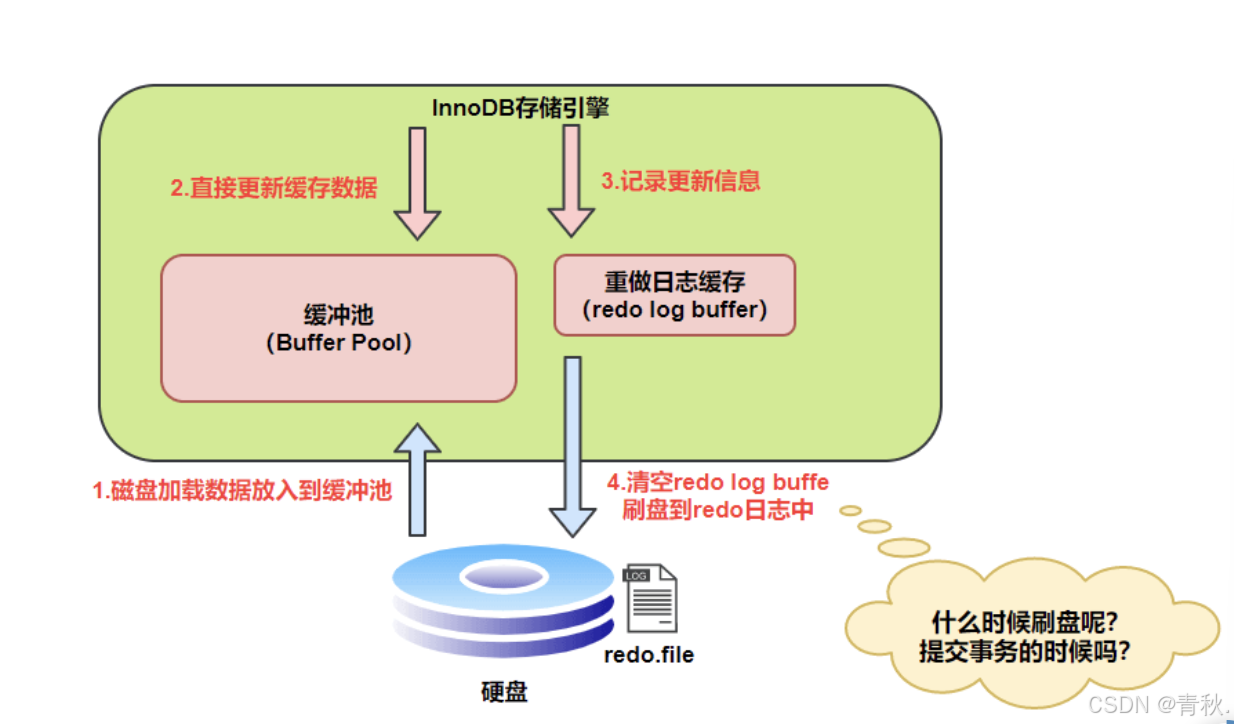 InnoDB存储引擎
2.直接更新缓存数据
3.记录更新信息
缓冲池
（Buffer Pool）
重做日志缓存
（redo log buffer）
1.磁盘加载数据放入到缓冲池
4.清空redo log buffe
刷盘到redo日志中
LOG
redo.file
硬盘
什么时候刷盘呢？
提交事务的时候吗？
CSDN @青秋.